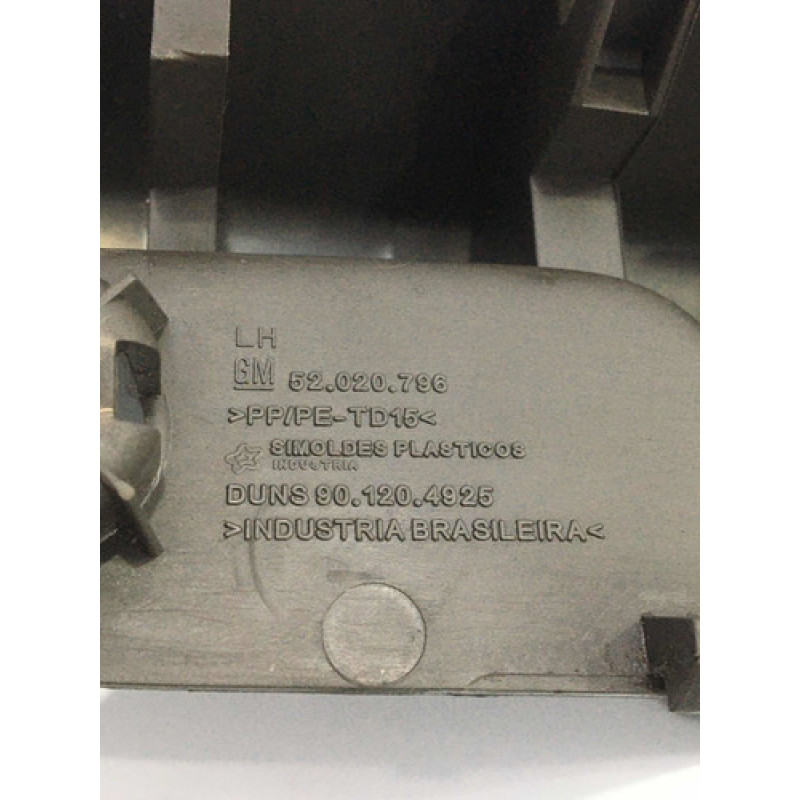 LH
GM 52.020.796
>PP/PE-TD15<
SIMOLDES PLASTICOS
INDUSTRIA
DUNS 90.120.4925
>INDUSTRIA BRASILEIRA<